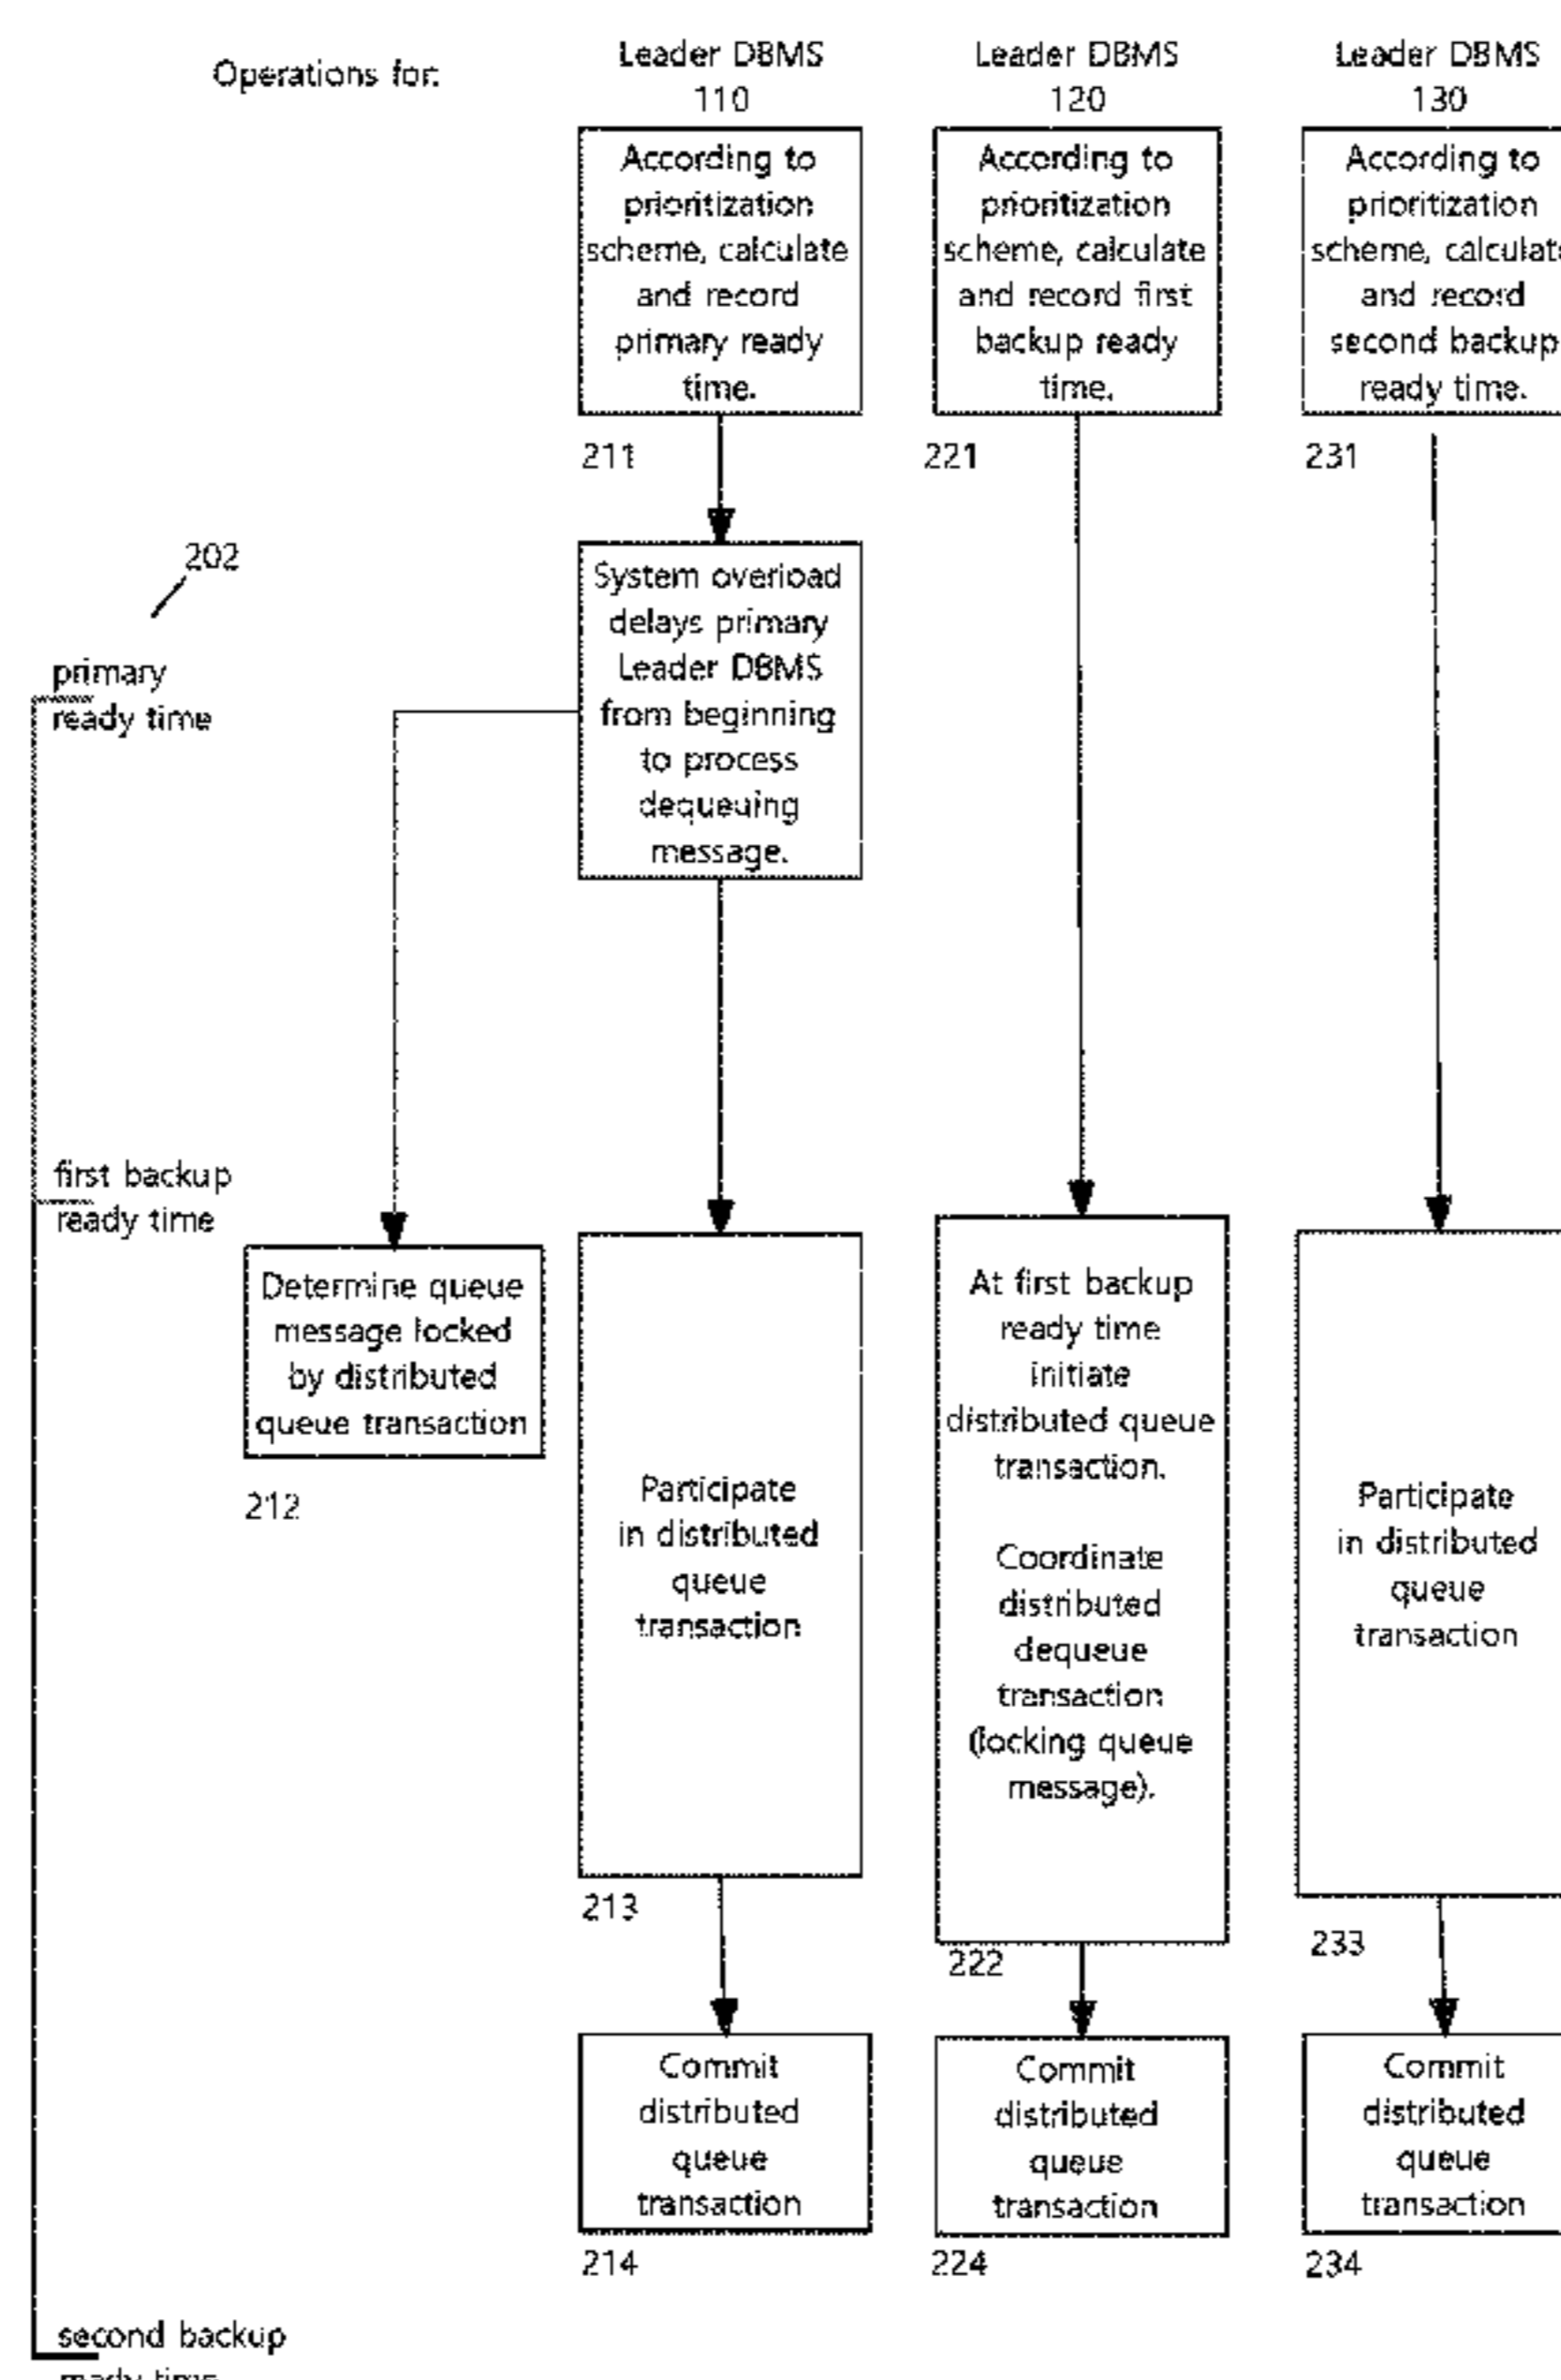 Operations for:
Leader DBMS
110
According to
prioritization
scheme, calculate
and record
primary ready
time.
211
System overload
delays primary
Leader DBMS
from beginning
to process
dequeuing
message.
Leader DBMS
120
According to
prioritization
scheme, calculate
and record first
backup ready
time.
221
Leader DBMS
130
According to
prioritization
scheme, calculate
and record
second backup
ready time.
231
202
primary
ready time
first backup
ready time
Determine queue
message locked
by distributed
queue transaction
212
Participate
in distributed
queue
transaction
213
At first backup
ready time
initiate
distributed queue
transaction.
Coordinate
distributed
dequeue
transaction
(locking queue
message).
222
Participate
in distributed
queue
transaction
233
Commit
distributed
queue
transaction
214
Commit
distributed
queue
transaction
224
Commit
distributed
queue
transaction
234
second backup
ready time